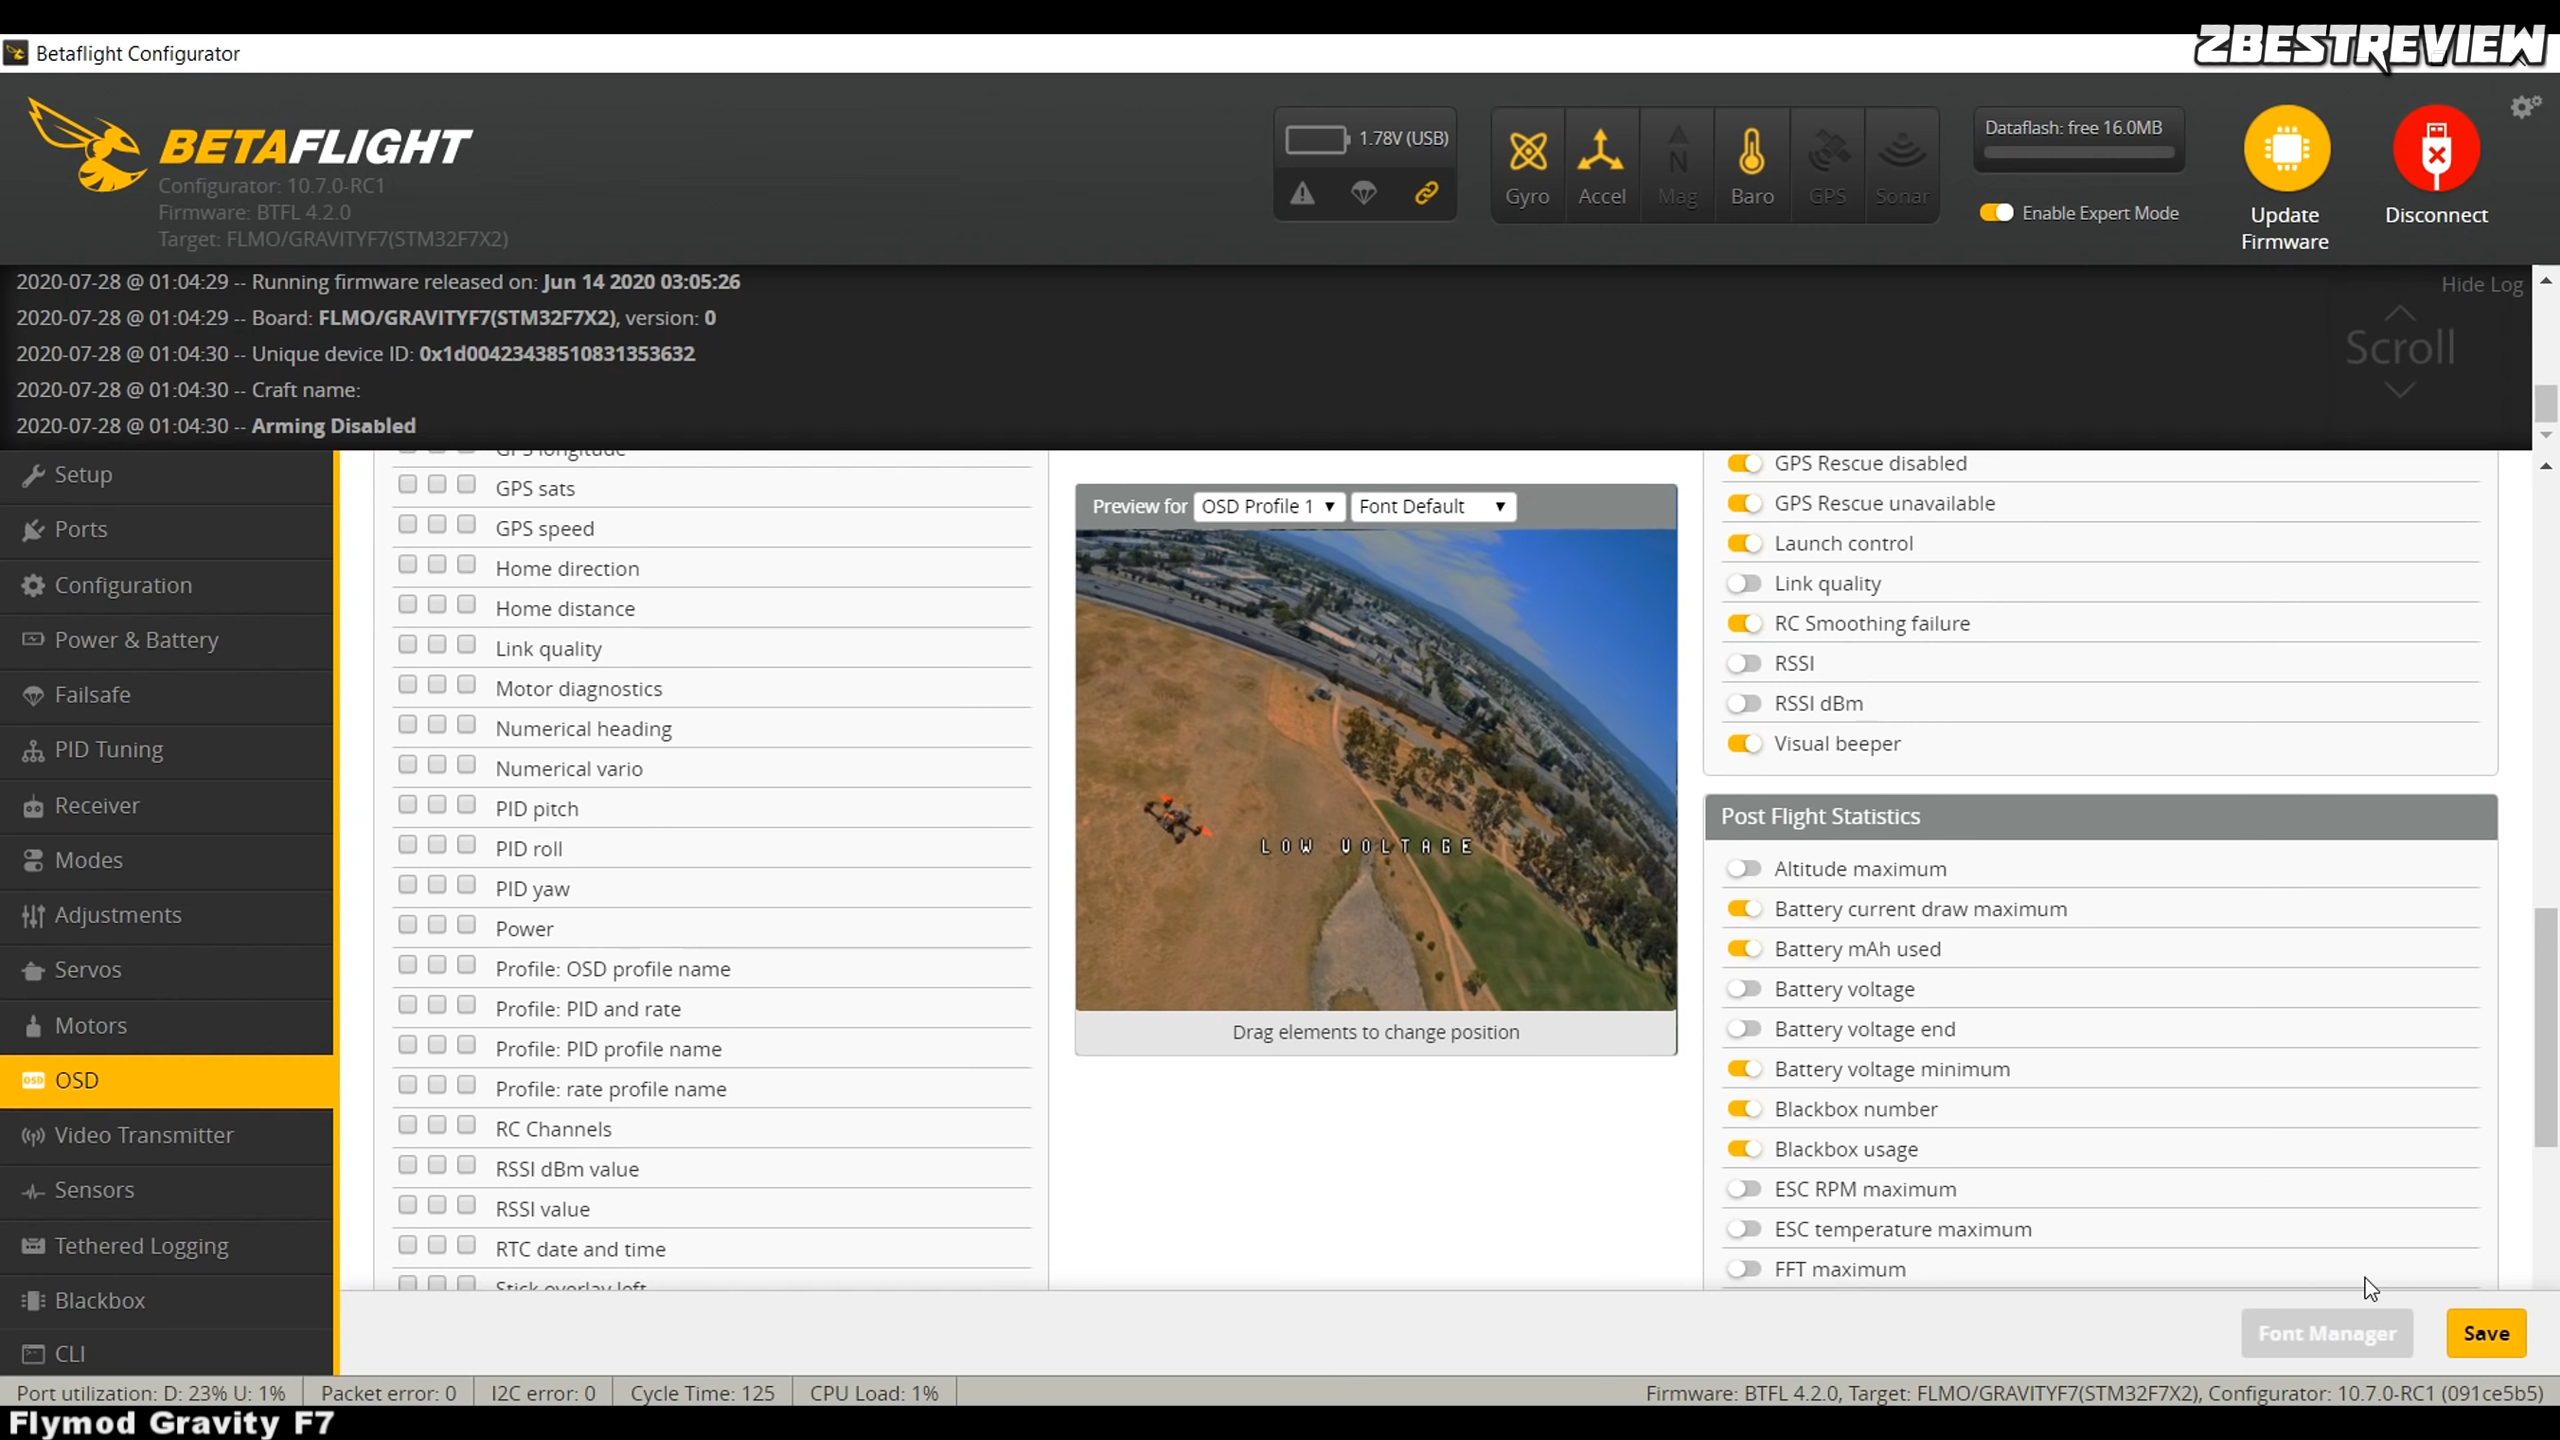 ZBESTREVIEW
Betaflight Configurator
BETAFLIGHT
Configurator: 10.7.0-RC1
Firmware: BTFL 4.2.0
Target: FLMO/GRAVITYF7(STM32F7X2)
1.78V (USB)
Gyro
Accel
Mag
Baro
GPS
Sonar
Dataflash: free 16.0MB
Enable Expert Mode
Update
Firmware
Disconnect
2020-07-28 @ 01:04:29 -- Running firmware released on: Jun 14 2020 03:05:26
2020-07-28 @ 01:04:29 -- Board: FLMO/GRAVITYF7(STM32F7X2), version: 0
2020-07-28 @ 01:04:30 -- Unique device ID: 0x1d00423438510831353632
2020-07-28 @ 01:04:30 -- Craft name:
2020-07-28 @ 01:04:30 -- Arming Disabled
Hide Log
Scroll
Setup
Ports
Configuration
Power & Battery
Failsafe
PID Tuning
Receiver
Modes
Adjustments
Servos
Motors
OSD
Video Transmitter
Sensors
Tethered Logging
Blackbox
CLI
GPS longitude
GPS sats
GPS speed
Home direction
Home distance
Link quality
Motor diagnostics
Numerical heading
Numerical vario
PID pitch
PID roll
PID yaw
Power
Profile: OSD profile name
Profile: PID and rate
Profile: PID profile name
Profile: rate profile name
RC Channels
RSSI dBm value
RSSI value
RTC date and time
Stick overlay left
Preview for OSD Profile 1 Font Default
LOW VOLTAGE
Drag elements to change position
GPS Rescue disabled
GPS Rescue unavailable
Launch control
Link quality
RC Smoothing failure
RSSI
RSSI dBm
Visual beeper
Post Flight Statistics
Altitude maximum
Battery current draw maximum
Battery mAh used
Battery voltage
Battery voltage end
Battery voltage minimum
Blackbox number
Blackbox usage
ESC RPM maximum
ESC temperature maximum
FFT maximum
Font Manager
Save
Port utilization: D: 23% U: 1%
Packet error: 0
I2C error: 0
Cycle Time: 125
CPU Load: 1%
Firmware: BTFL 4.2.0, Target: FLMO/GRAVITYF7(STM32F7X2), Configurator: 10.7.0-RC1 (091ce5b5)
Flymod Gravity F7